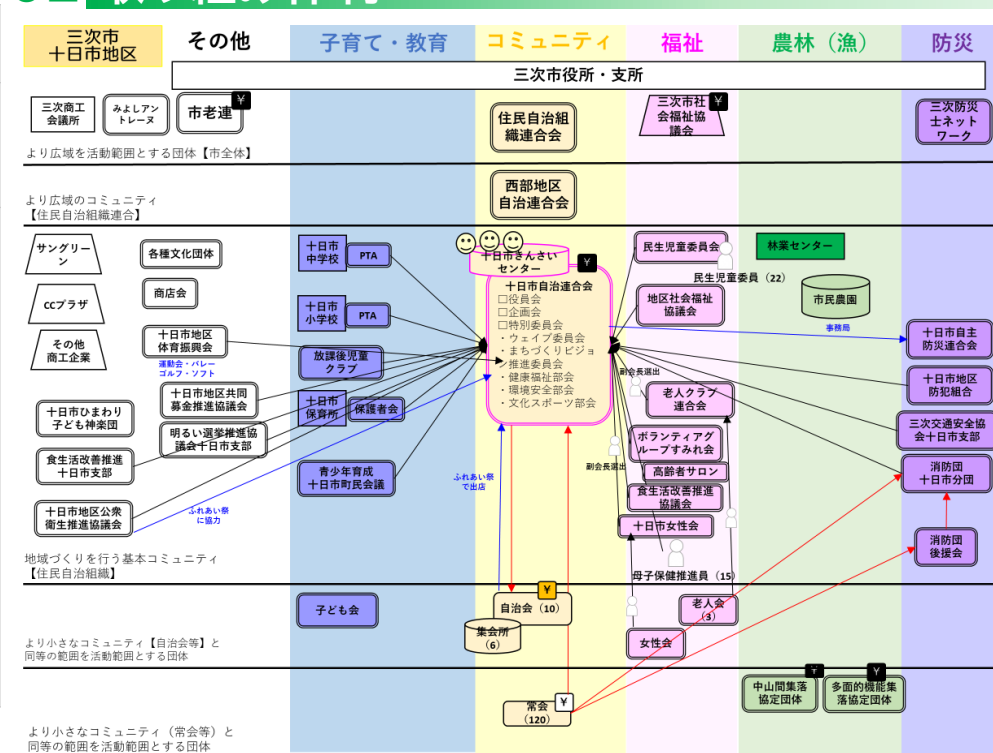 三次市
十日市地区
その他
子育て・教育
コミュニティ
福祉
農林（漁）
防災
三次市役所・支所
三次商工
会議所
みよしアン
トレーヌ
市老連
¥
住民自治組
織連合会
三次市社
会福祉協
議会
¥
三次防災
士ネット
ワーク
より広域を活動範囲とする団体【市全体】
より広域のコミュニティ
【住民自治組織連合】
西部地区
自治連合会
サングリー
ン
各種文化団体
十日市
中学校
PTA
十日市きんさい
センター
¥
民生児童委員会
民生児童委員（22）
林業センター
CCプラザ
商店会
十日市
小学校
PTA
十日市自治連合会
□役員会
□企画会
□特別委員会
・ウェイブ委員会
・まちづくりビジョ
ン推進委員会
・健康福祉部会
・環境安全部会
・文化スポーツ部会
地区社会福祉
協議会
市民農園
事務局
十日市自主
防災連合会
その他
商工企業
十日市地区
体育振興会
運動会・バレー
ゴルフ・ソフト
放課後児童
クラブ
副会長選出
老人クラブ
連合会
十日市地区
防犯組合
十日市ひまわり
子ども神楽団
十日市地区共同
募金推進協議会
十日市
保育所
保護者会
明るい選挙推進協
議会十日市支部
ボランティアグ
ループすみれ会
三次交通安全協
会十日市支部
食生活改善推進
十日市支部
青少年育成
十日市町民会議
ふれあい祭
で出店
副会長選出
高齢者サロン
消防団
十日市分団
食生活改善推進
協議会
十日市地区公衆
衛生推進協議会
ふれあい祭
に協力
十日市女性会
消防団
後援会
地域づくりを行う基本コミュニティ
【住民自治組織】
母子保健推進員（15）
子ども会
¥
自治会（10）
集会所
（6）
老人会
（3）
女性会
より小さなコミュニティ【自治会等】と
同等の範囲を活動範囲とする団体
常会
（120）
¥
中山間集落
協定団体
¥
多面的機能集
落協定団体
¥
より小さなコミュニティ（常会等）と
同等の範囲を活動範囲とする団体